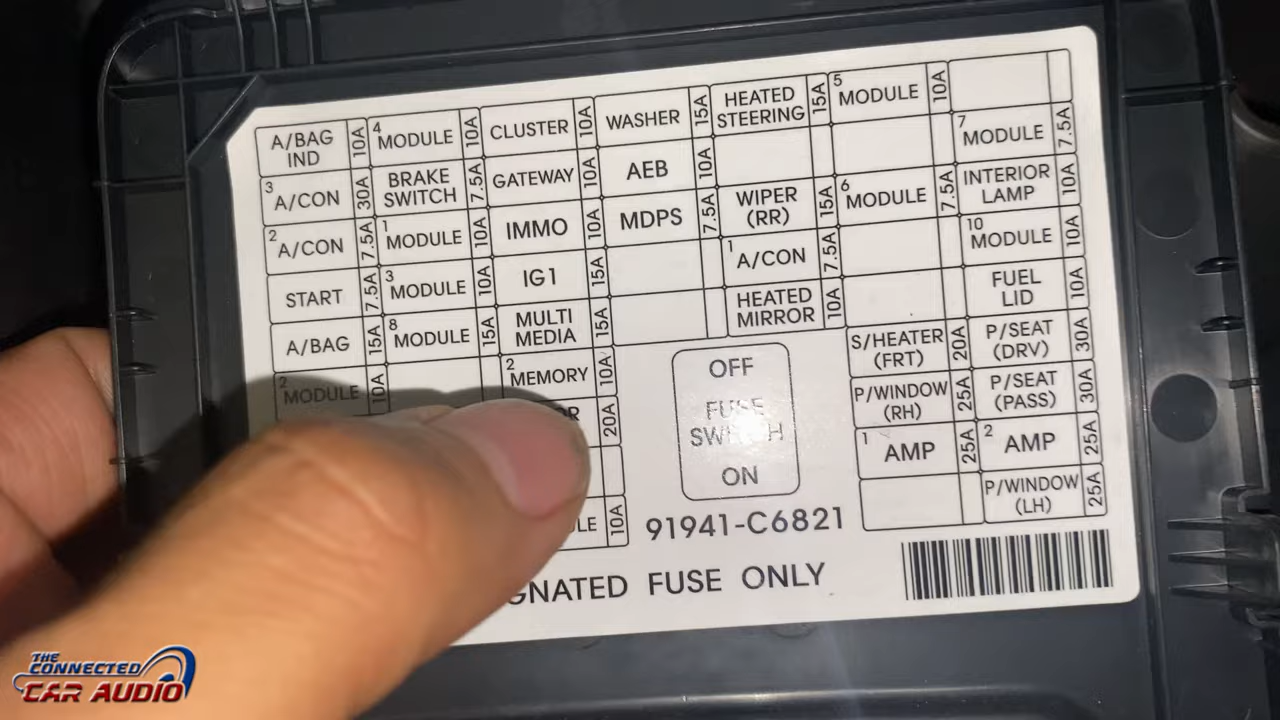 A/BAG
IND
10A
4
MODULE
10A
CLUSTER
10A
WASHER
15A
HEATED
STEERING
15A
5
MODULE
10A
3
A/CON
30A
BRAKE
SWITCH
7.5A
GATEWAY
10A
AEB
10A
7
MODULE
7.5A
2
A/CON
7.5A
1
MODULE
10A
IMMO
10A
MDPS
7.5A
WIPER
(RR)
15A
6
MODULE
7.5A
INTERIOR
LAMP
10A
START
7.5A
3
MODULE
10A
IG1
15A
1
A/CON
7.5A
10
MODULE
10A
A/BAG
15A
8
MODULE
15A
MULTI
MEDIA
15A
HEATED
MIRROR
10A
FUEL
LID
10A
2
MODULE
10A
2
MEMORY
10A
S/HEATER
(FRT)
20A
P/SEAT
(DRV)
30A
20A
P/WINDOW
(RH)
25A
P/SEAT
(PASS)
30A
1
AMP
25A
2
AMP
25A
10A
P/WINDOW
(LH)
25A
OFF
FUSE
SWITCH
ON
91941-C6821
FUSE ONLY
THE
CONNECTED
CAR AUDIO